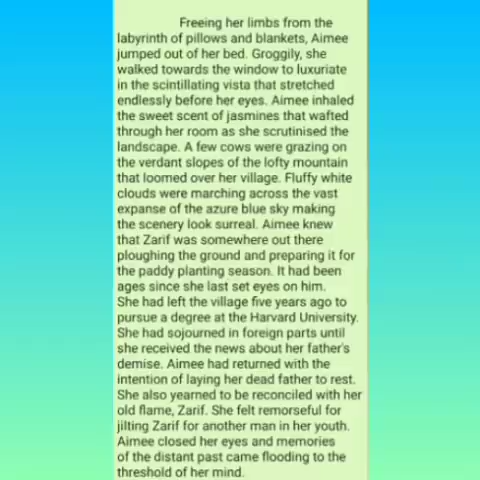 Freeing her limbs from the
labyrinth of pillows and blankets, Aimee
jumped out of her bed. Groggily, she
walked towards the window to luxuriate
in the scintillating vista that stretched
endlessly before her eyes. Aimee inhaled
the sweet scent of jasmines that wafted
through her room as she scrutinised the
landscape. A few cows were grazing on
the verdant slopes of the lofty mountain
that loomed over her village. Fluffy white
clouds were marching across the vast
expanse of the azure blue sky making
the scenery look surreal. Aimee knew
that Zarif was somewhere out there
ploughing the ground and preparing it for
the paddy planting season. It had been
ages since she last set eyes on him.
She had left the village five years ago to
pursue a degree at the Harvard University.
She had sojourned in foreign parts until
she received the news about her father's
demise. Aimee had returned with the
intention of laying her dead father to rest.
She also yearned to be reconciled with her
old flame, Zarif. She felt remorseful for
jilting Zarif for another man in her youth.
Aimee closed her eyes and memories
of the distant past came flooding to the
threshold of her mind.